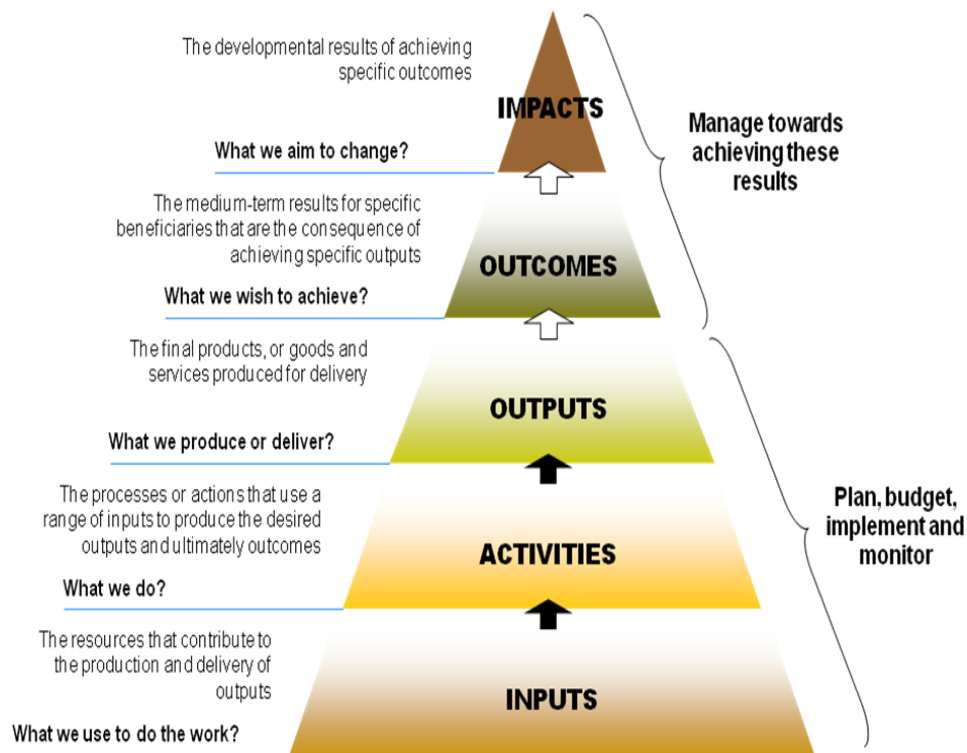 The developmental results of achieving
specific outcomes
IMPACTS
What we aim to change?
Manage towards
achieving these
results
The medium-term results for specific
beneficiaries that are the consequence of
achieving specific outputs
OUTCOMES
What we wish to achieve?
The final products, or goods and
services produced for delivery
OUTPUTS
What we produce or deliver?
The processes or actions that use a
range of inputs to produce the desired
outputs and ultimately outcomes
ACTIVITIES
What we do?
Plan, budget,
implement and
monitor
The resources that contribute to
the production and delivery of
outputs
INPUTS
What we use to do the work?